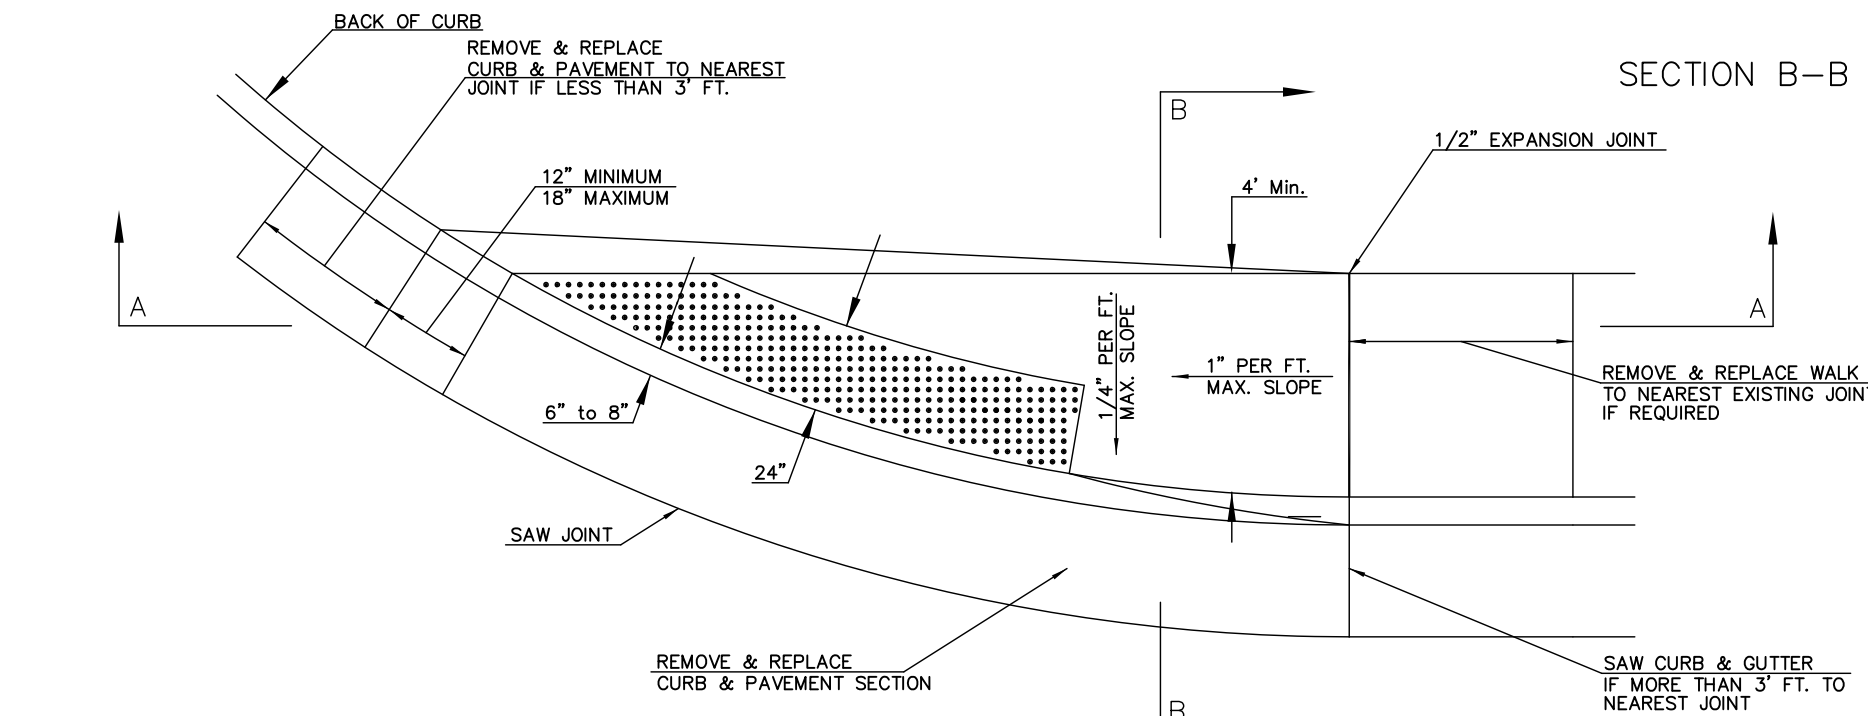 BACK OF CURB
REMOVE & REPLACE
CURB & PAVEMENT TO NEAREST
JOINT IF LESS THAN 3' FT.
SECTION B-B
B
1/2" EXPANSION JOINT
12" MINIMUM
18" MAXIMUM
4' Min.
A
A
1/4" PER FT.
MAX. SLOPE
1" PER FT.
MAX. SLOPE
REMOVE & REPLACE WALK
TO NEAREST EXISTING JOINT
IF REQUIRED
6" to 8"
24"
SAW JOINT
REMOVE & REPLACE
CURB & PAVEMENT SECTION
SAW CURB & GUTTER
IF MORE THAN 3' FT. TO
NEAREST JOINT
B